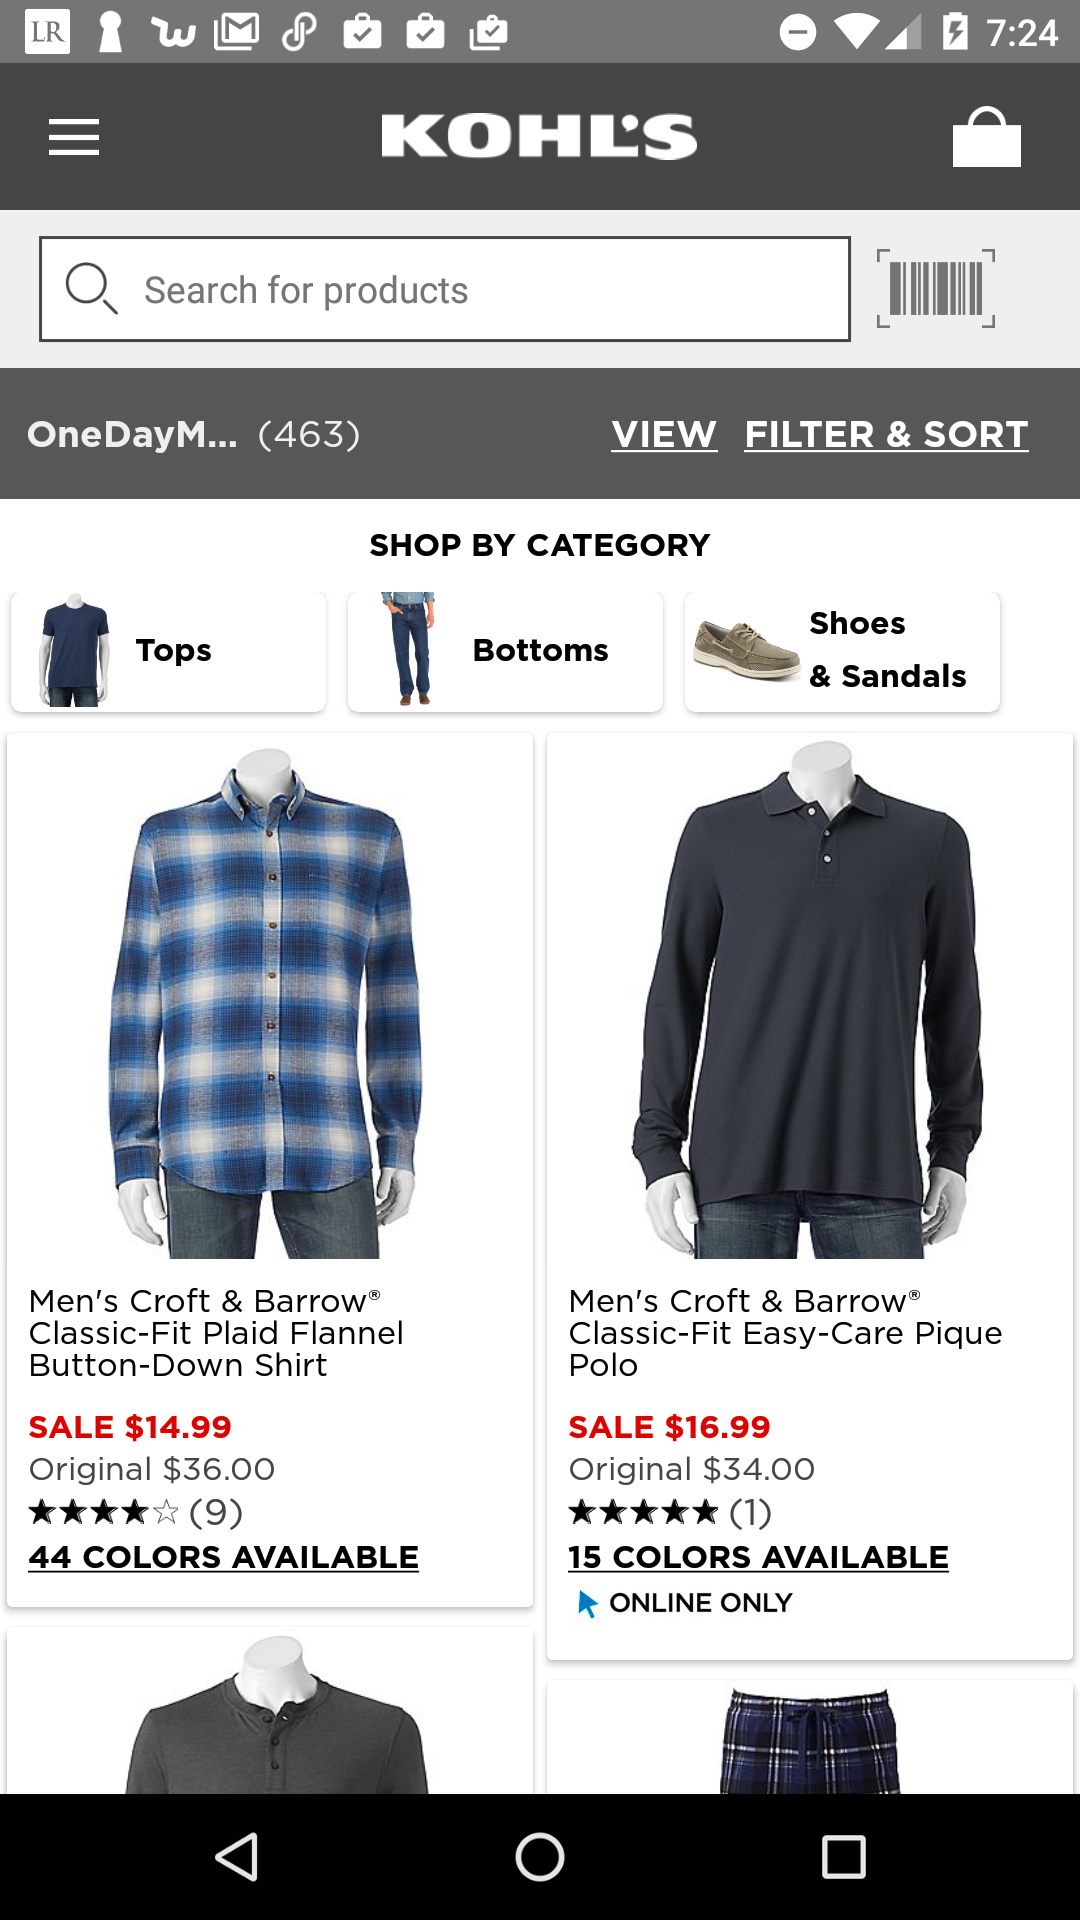 LR 7:24
KOHL'S
Search for products
OneDayM... (463) VIEW FILTER & SORT
SHOP BY CATEGORY
Tops
Bottoms
Shoes
& Sandals
Men's Croft & Barrow®
Classic-Fit Plaid Flannel
Button-Down Shirt
SALE $14.99
Original $36.00
(9)
44 COLORS AVAILABLE
Men's Croft & Barrow®
Classic-Fit Easy-Care Pique
Polo
SALE $16.99
Original $34.00
(1)
15 COLORS AVAILABLE
ONLINE ONLY